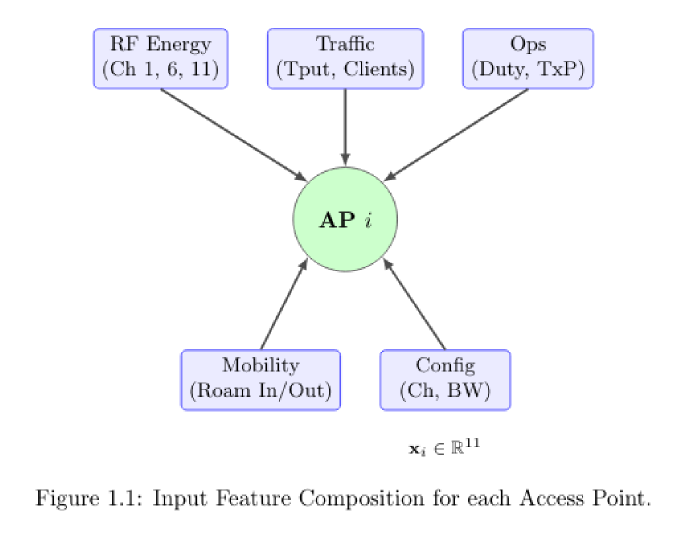 RF Energy
(Ch 1, 6, 11)
Traffic
(Tput, Clients)
Ops
(Duty, TxP)
AP i
Mobility
(Roam In/Out)
Config
(Ch, BW)
𝐱ᵢ ∈ ℝ¹¹
Figure 1.1: Input Feature Composition for each Access Point.